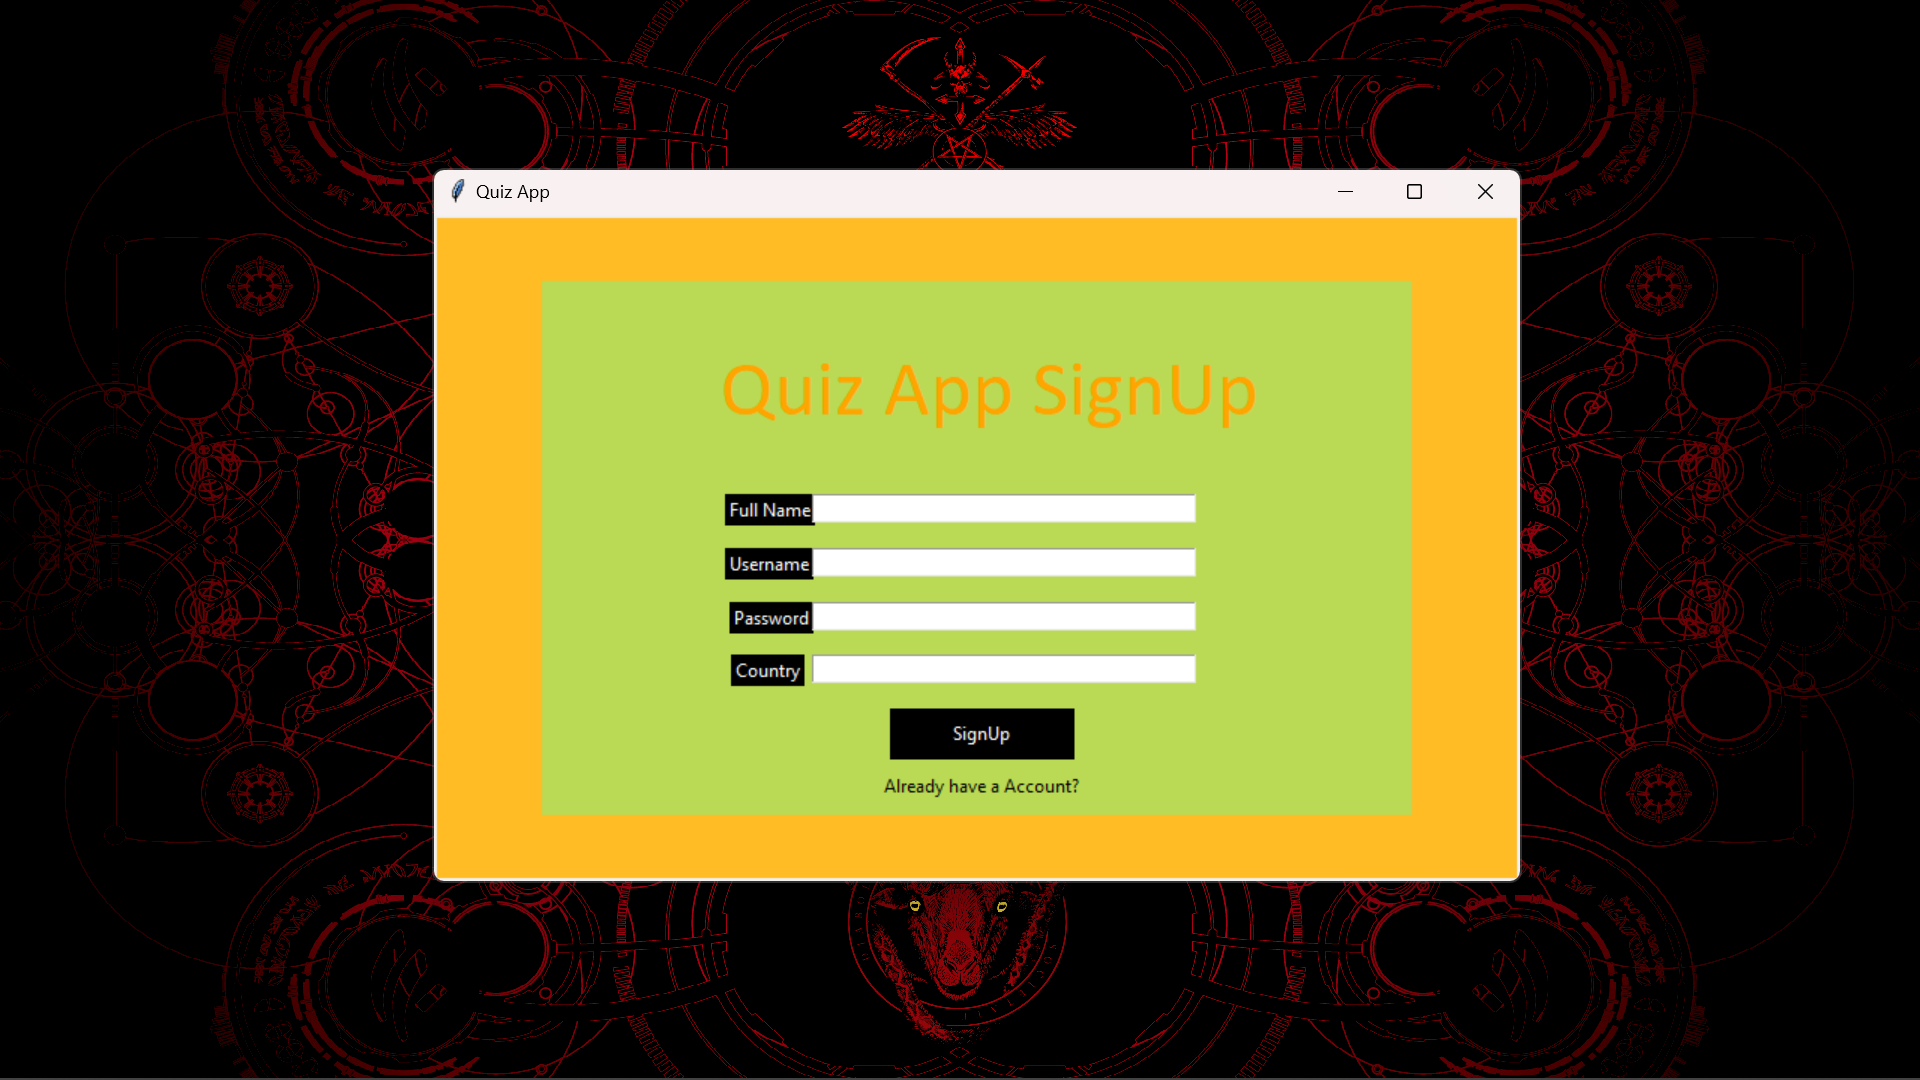 Quiz App
Quiz App SignUp
Full Name
Username
Password
Country
SignUp
Already have a Account?